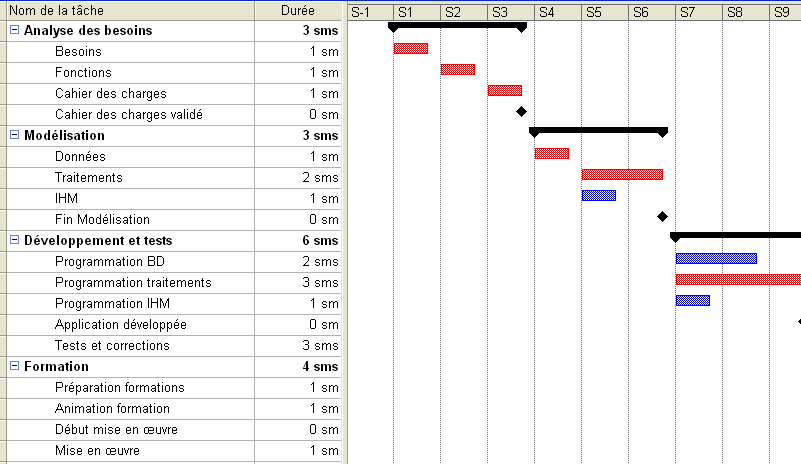 Nom de la tâche Durée S-1 S1 S2 S3 S4 S5 S6 S7 S8 S9
Analyse des besoins 3 sms
Besoins 1 sm
Fonctions 1 sm
Cahier des charges 1 sm
Cahier des charges validé 0 sm
Modélisation 3 sms
Données 1 sm
Traitements 2 sms
IHM 1 sm
Fin Modélisation 0 sm
Développement et tests 6 sms
Programmation BD 2 sms
Programmation traitements 3 sms
Programmation IHM 1 sm
Application développée 0 sm
Tests et corrections 3 sms
Formation 4 sms
Préparation formations 1 sm
Animation formation 1 sm
Début mise en œuvre 0 sm
Mise en œuvre 1 sm